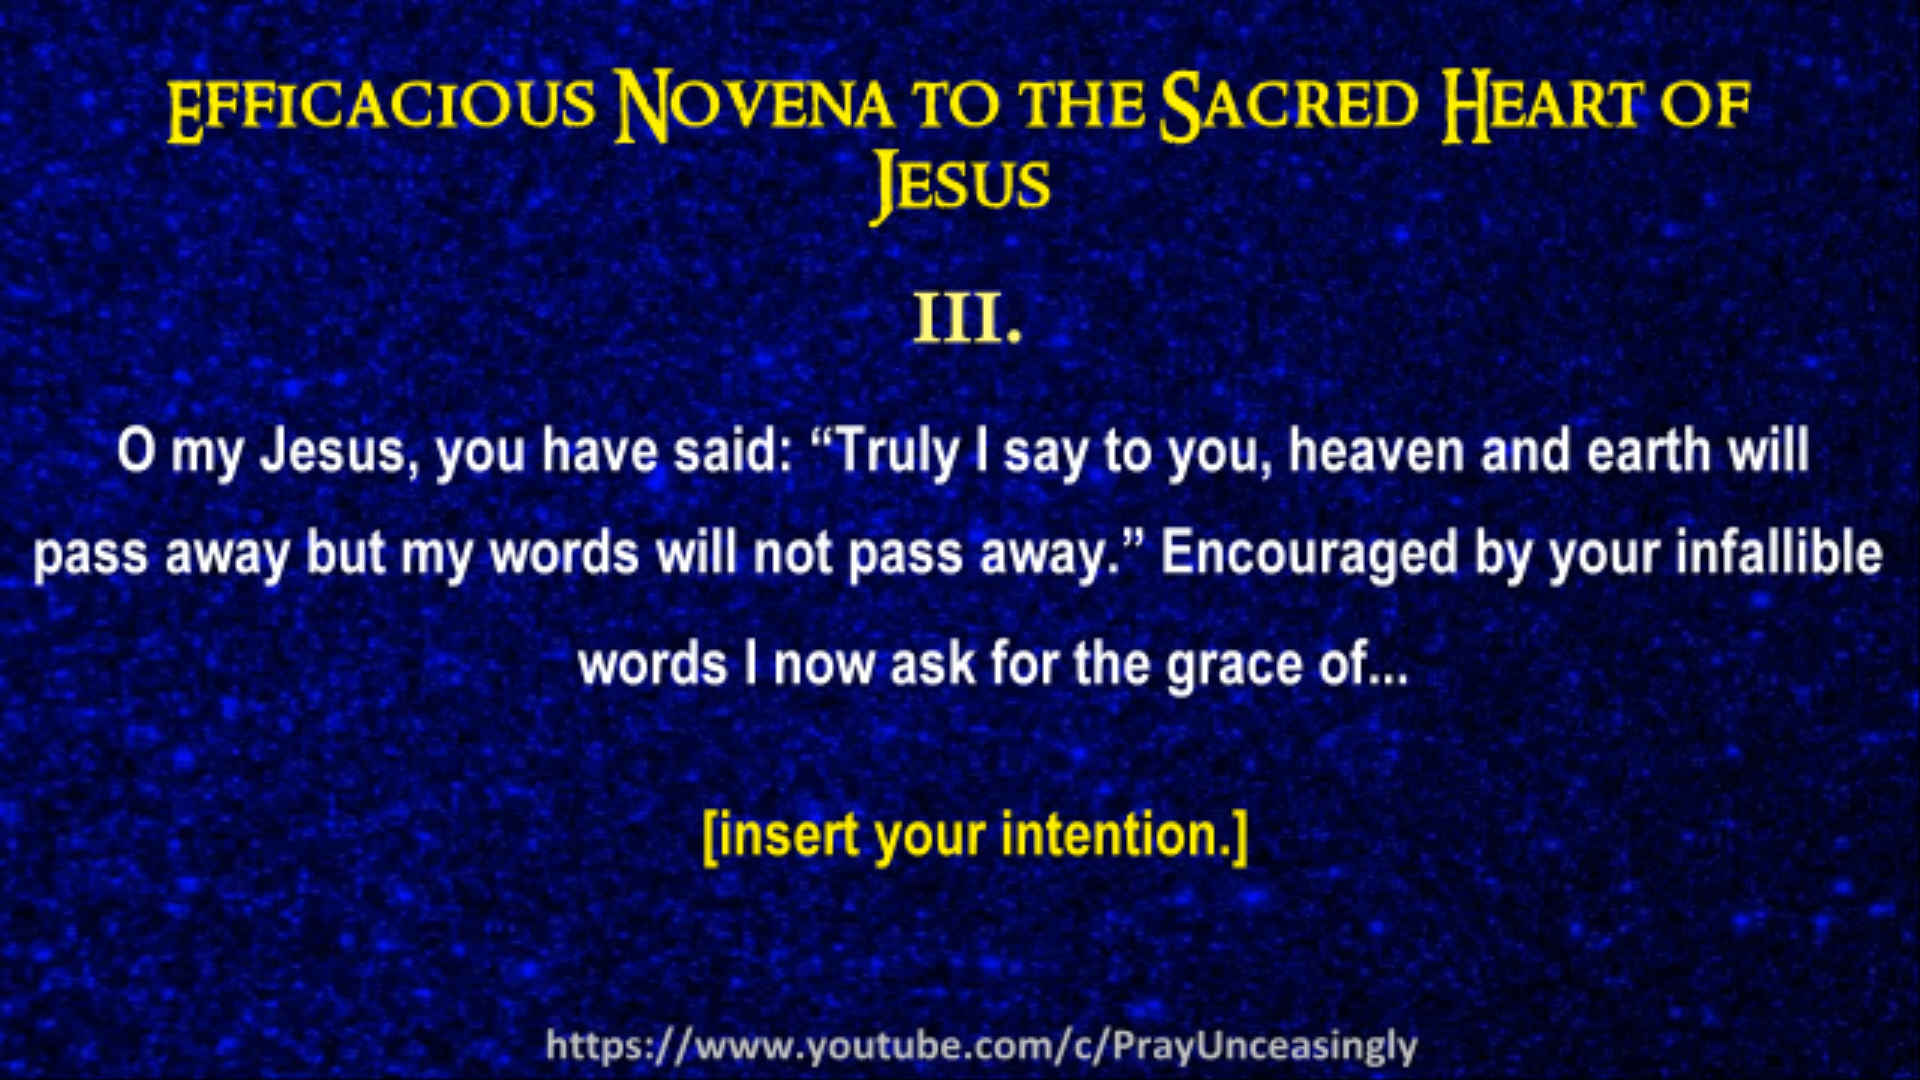 Efficacious Novena to the Sacred Heart of
Jesus
III.
O my Jesus, you have said: “Truly I say to you, heaven and earth will
pass away but my words will not pass away.” Encouraged by your infallible
words I now ask for the grace of...
[insert your intention.]
https://www.youtube.com/c/PrayUnceasingly